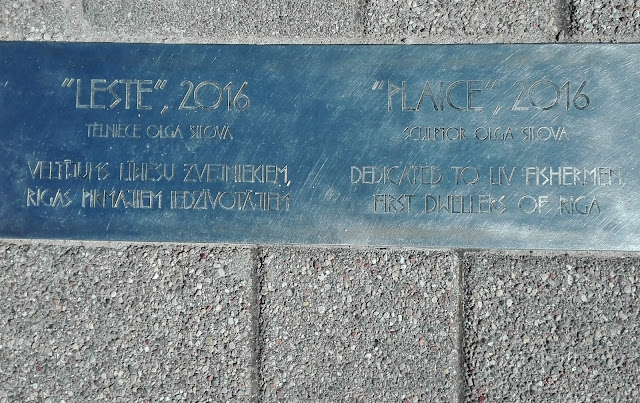 "LESTE", 2016
TĒLNIECE OLGA ŠILOVA
VELTĪJUMS LĪBIEŠU ZVEJNIEKIEM,
RĪGAS PIRMAJIEM IEDZĪVOTĀJIEM
"PLAICE", 2016
SCULPTOR OLGA SILOVA
DEDICATED TO LIV FISHERMEN,
FIRST DWELLERS OF RIGA